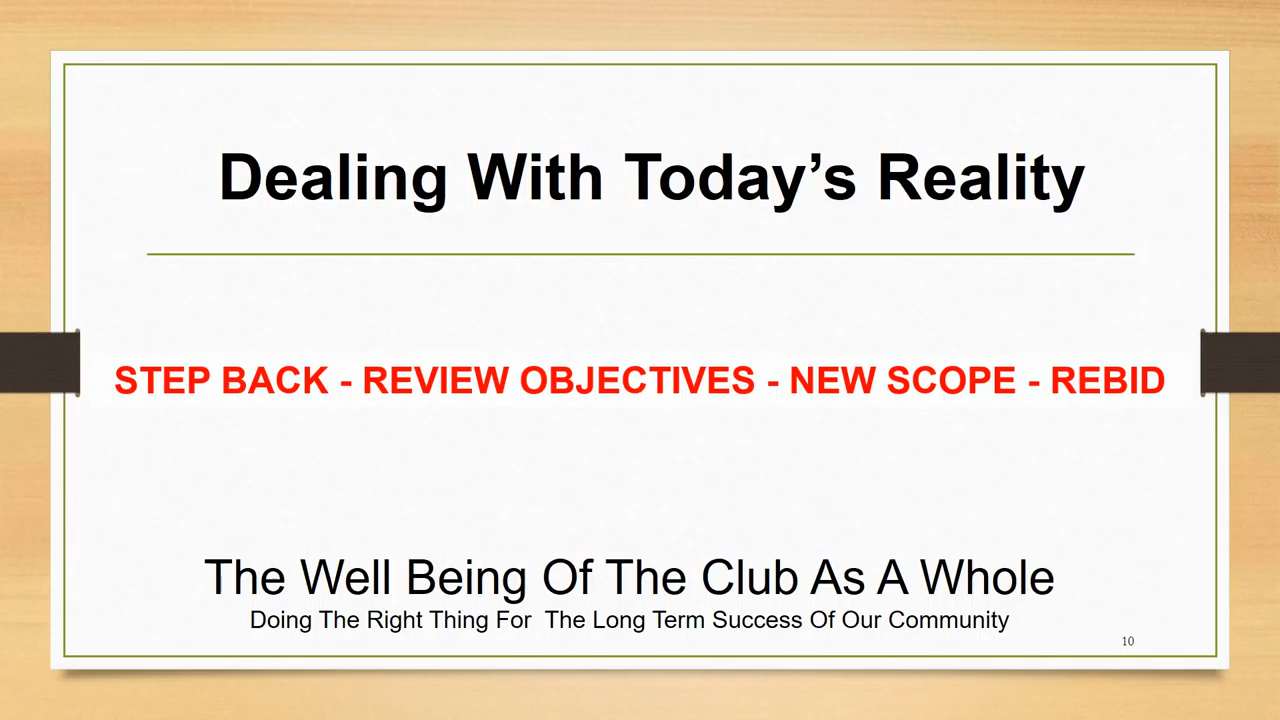 Dealing With Today’s Reality
STEP BACK - REVIEW OBJECTIVES - NEW SCOPE - REBID
The Well Being Of The Club As A Whole
Doing The Right Thing For  The Long Term Success Of Our Community
10